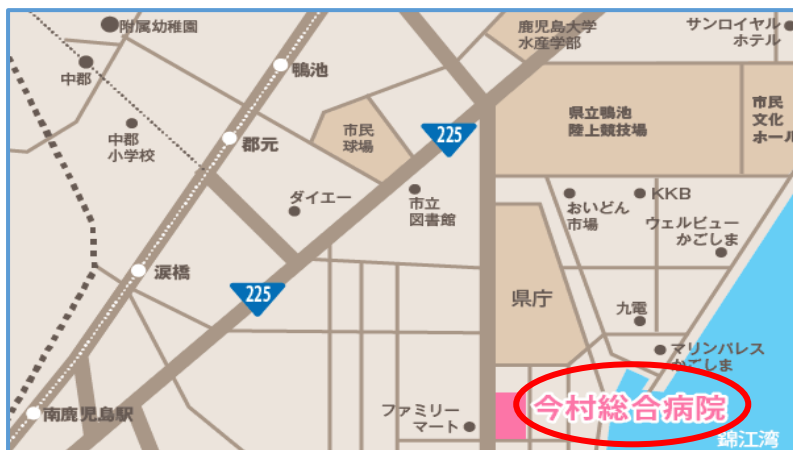 附属幼稚園
中郡
中郡
小学校
鴨池
郡元
涙橋
南鹿児島駅
市民
球場
ダイエー
225
225
市立
図書館
鹿児島大学
水産学部
サンロイヤル
ホテル
県立鴨池
陸上競技場
市民
文化
ホール
おいどん
市場
KKB
ウェルビュー
かごしま
県庁
九電
マリンパレス
かごしま
ファミリー
マート
今村総合病院
錦江湾